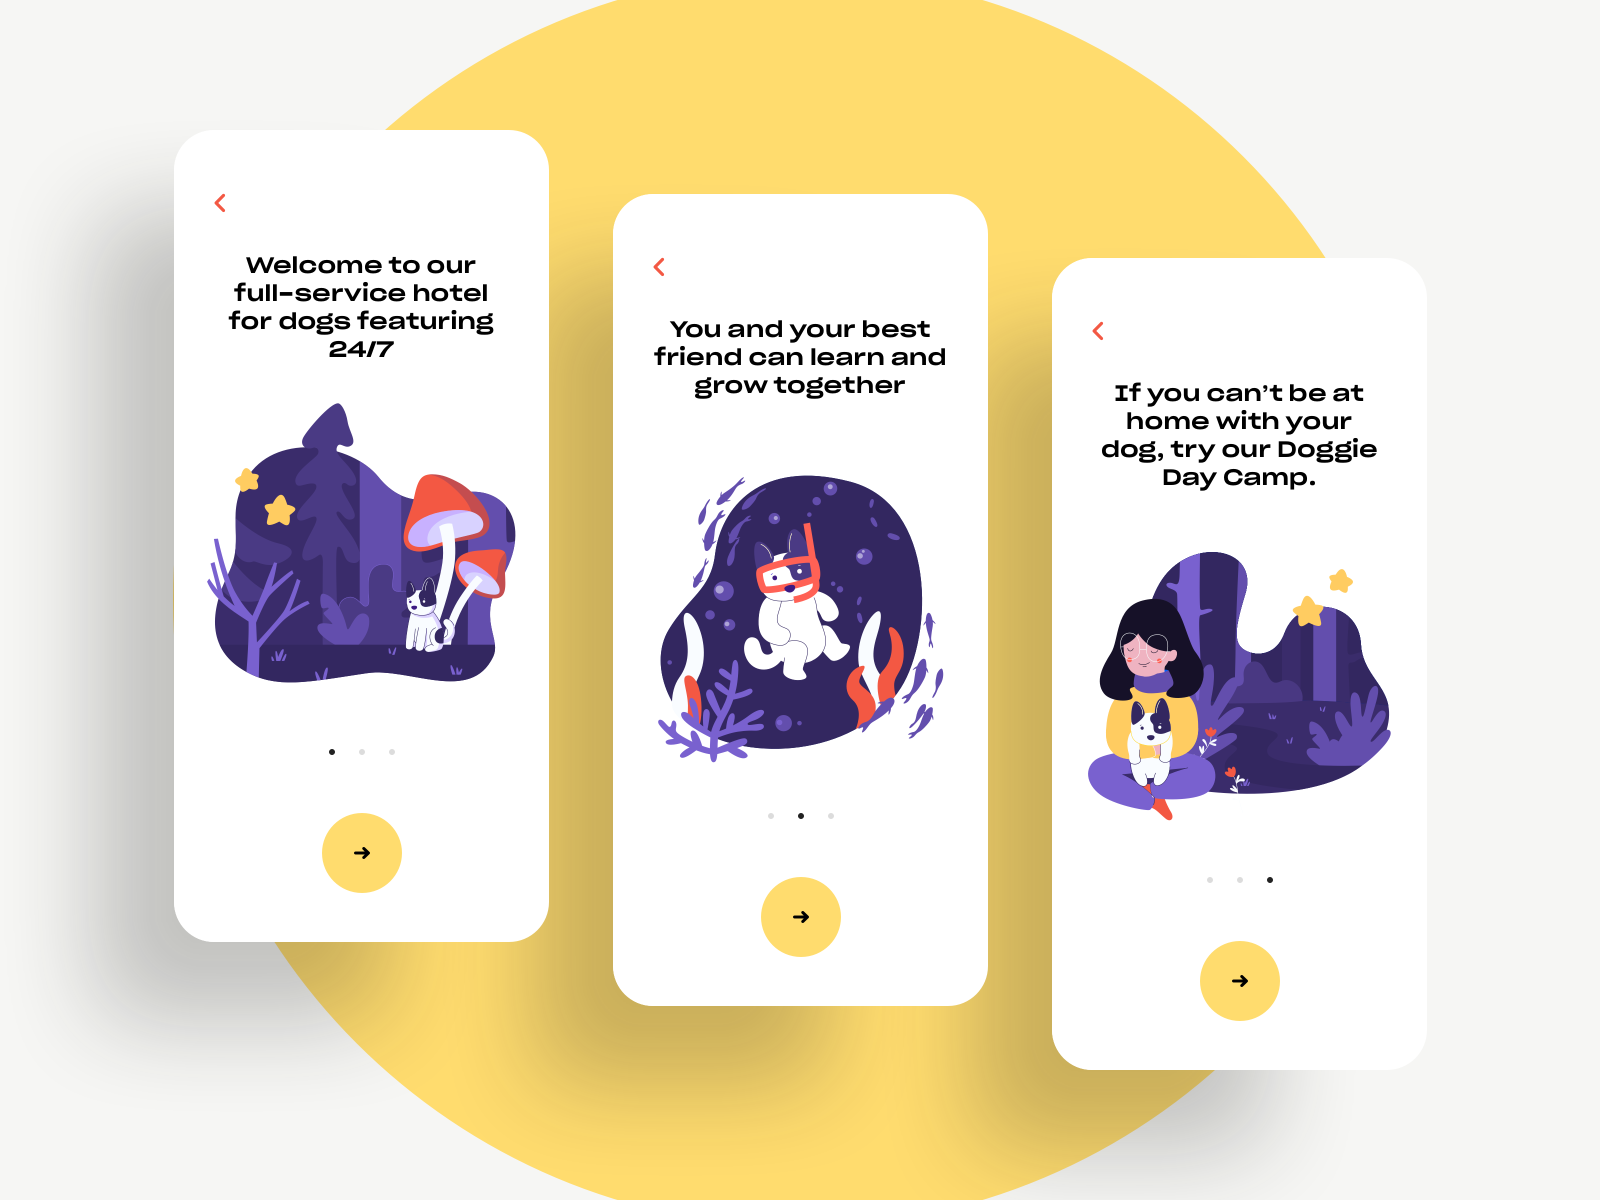 Welcome to our
full-service hotel
for dogs featuring
24/7
You and your best
friend can learn and
grow together
If you can't be at
home with your
dog, try our Doggie
Day Camp.